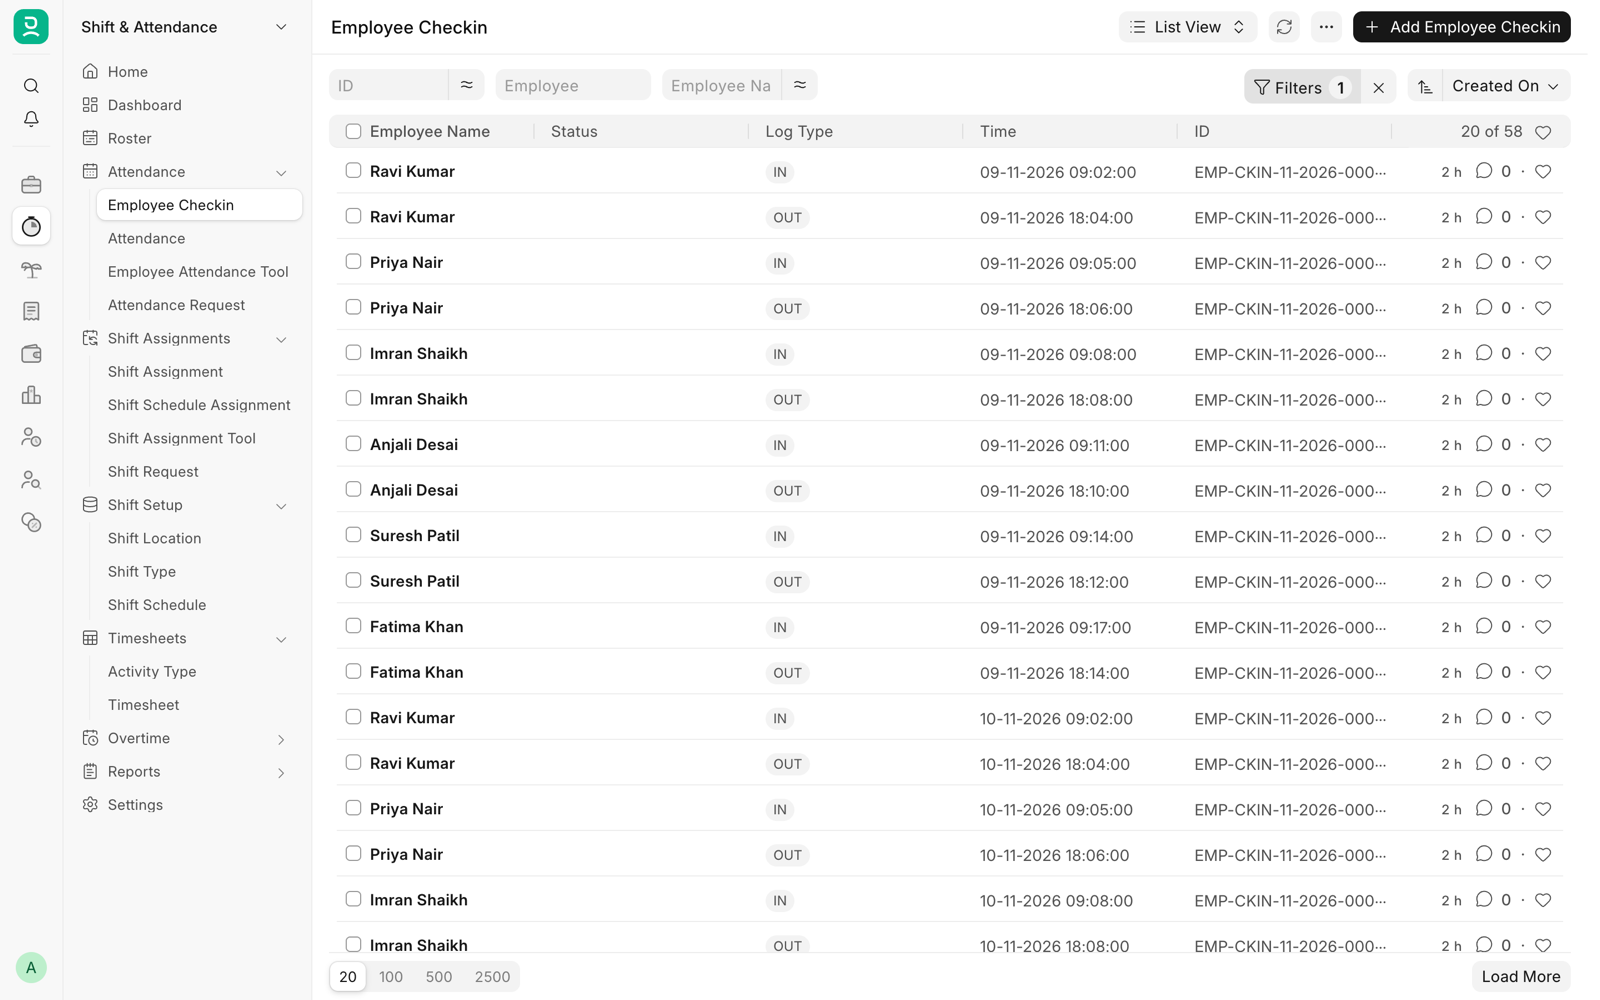 Shift & Attendance
Home
Dashboard
Roster
Attendance
Employee Checkin
Attendance
Employee Attendance Tool
Attendance Request
Shift Assignments
Shift Assignment
Shift Schedule Assignment
Shift Assignment Tool
Shift Request
Shift Setup
Shift Location
Shift Type
Shift Schedule
Timesheets
Activity Type
Timesheet
Overtime
Reports
Settings
A
Employee Checkin
List View
Add Employee Checkin
ID ≈ Employee Employee Na ≈ Filters 1 Created On
Employee Name Status Log Type Time ID 20 of 58
Ravi Kumar IN 09-11-2026 09:02:00 EMP-CKIN-11-2026-000··· 2 h 0 ·
Ravi Kumar OUT 09-11-2026 18:04:00 EMP-CKIN-11-2026-000··· 2 h 0 ·
Priya Nair IN 09-11-2026 09:05:00 EMP-CKIN-11-2026-000··· 2 h 0 ·
Priya Nair OUT 09-11-2026 18:06:00 EMP-CKIN-11-2026-000··· 2 h 0 ·
Imran Shaikh IN 09-11-2026 09:08:00 EMP-CKIN-11-2026-000··· 2 h 0 ·
Imran Shaikh OUT 09-11-2026 18:08:00 EMP-CKIN-11-2026-000··· 2 h 0 ·
Anjali Desai IN 09-11-2026 09:11:00 EMP-CKIN-11-2026-000··· 2 h 0 ·
Anjali Desai OUT 09-11-2026 18:10:00 EMP-CKIN-11-2026-000··· 2 h 0 ·
Suresh Patil IN 09-11-2026 09:14:00 EMP-CKIN-11-2026-000··· 2 h 0 ·
Suresh Patil OUT 09-11-2026 18:12:00 EMP-CKIN-11-2026-000··· 2 h 0 ·
Fatima Khan IN 09-11-2026 09:17:00 EMP-CKIN-11-2026-000··· 2 h 0 ·
Fatima Khan OUT 09-11-2026 18:14:00 EMP-CKIN-11-2026-000··· 2 h 0 ·
Ravi Kumar IN 10-11-2026 09:02:00 EMP-CKIN-11-2026-000··· 2 h 0 ·
Ravi Kumar OUT 10-11-2026 18:04:00 EMP-CKIN-11-2026-000··· 2 h 0 ·
Priya Nair IN 10-11-2026 09:05:00 EMP-CKIN-11-2026-000··· 2 h 0 ·
Priya Nair OUT 10-11-2026 18:06:00 EMP-CKIN-11-2026-000··· 2 h 0 ·
Imran Shaikh IN 10-11-2026 09:08:00 EMP-CKIN-11-2026-000··· 2 h 0 ·
Imran Shaikh OUT 10-11-2026 18:08:00 EMP-CKIN-11-2026-000··· 2 h 0 ·
20 100 500 2500 Load More